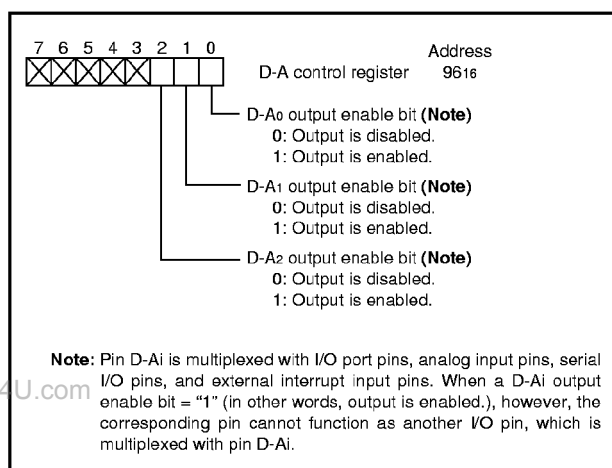 7 6 5 4 3 2 1 0
Address
D-A control register 9616
D-A0 output enable bit (Note)
0: Output is disabled.
1: Output is enabled.
D-A1 output enable bit (Note)
0: Output is disabled.
1: Output is enabled.
D-A2 output enable bit (Note)
0: Output is disabled.
1: Output is enabled.
Note: Pin D-Ai is multiplexed with I/O port pins, analog input pins, serial
I/O pins, and external interrupt input pins. When a D-Ai output
enable bit = “1” (in other words, output is enabled.), however, the
corresponding pin cannot function as another I/O pin, which is
multiplexed with pin D-Ai.
4U.com